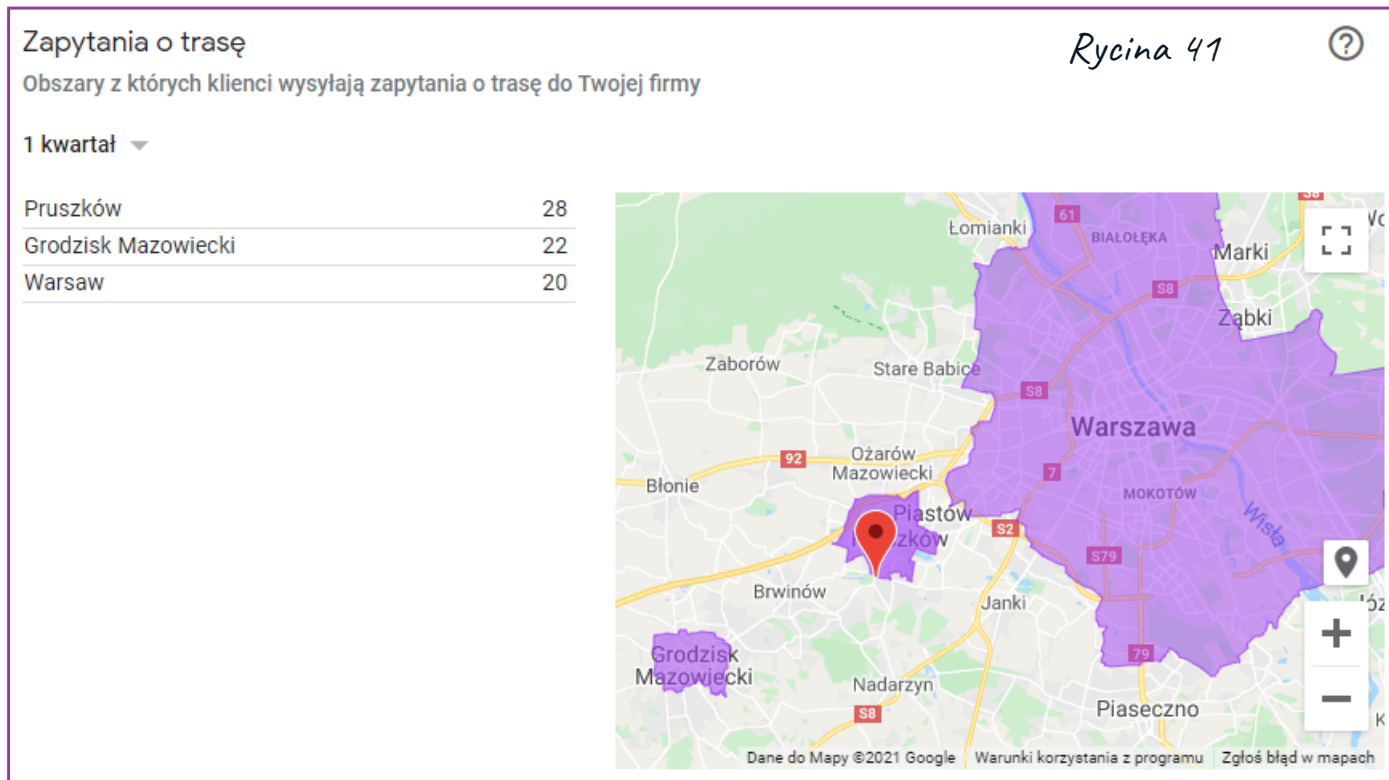 Zapytania o trasę
Rycina 41
Obszary z których klienci wysyłają zapytania o trasę do Twojej firmy
1 kwartał
Pruszków 28
Grodzisk Mazowiecki 22
Warsaw 20
61
Łomianki
BIAŁOŁĘKA
Marki
S8
Ząbki
Zaborów
Stare Babice
S8
Warszawa
92
Ożarów
Mazowiecki
7
Błonie
MOKOTÓW
Piastów
Wisła
S2
S79
Brwinów
Janki
Grodzisk
Mazowiecki
79
Nadarzyn
S8
Piaseczno
Dane do Mapy ©2021 Google Warunki korzystania z programu Zgłoś błąd w mapach